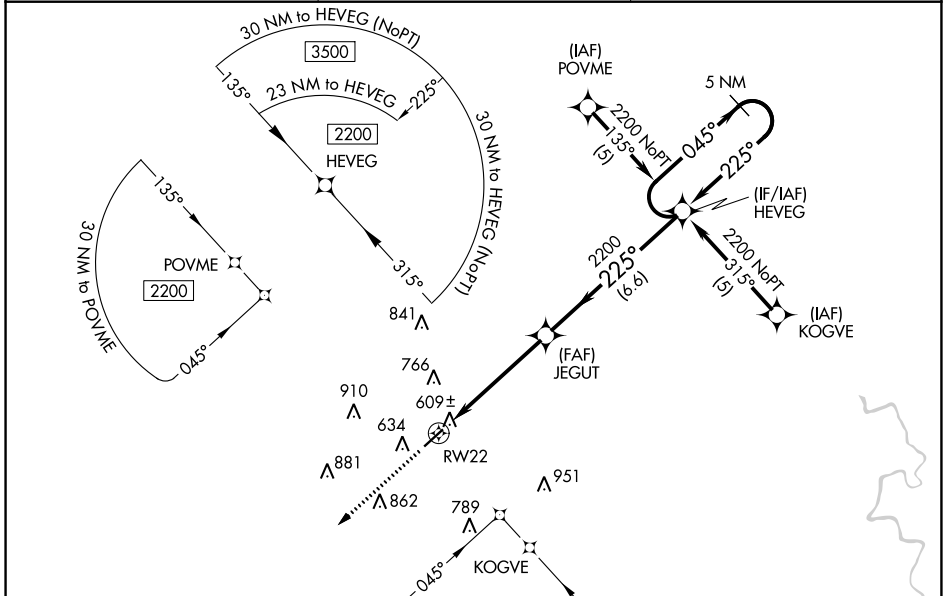 30 NM to HEVEG (NoPT)
3500
135°
23 NM to HEVEG
225°
2200
HEVEG
30 NM to HEVEG (NoPT)
315°
135°
POVME
2200
30 NM to POVME
045°
(IAF)
POVME
5 NM
2200 NoPT
135°
(5)
045°
225°
(IF/IAF)
HEVEG
2200
225°
(6.6)
2200 NoPT
315°
(5)
(IAF)
KOGVE
(FAF)
JEGUT
841
766
910
609±
634
RW22
881
951
862
789
KOGVE
045°